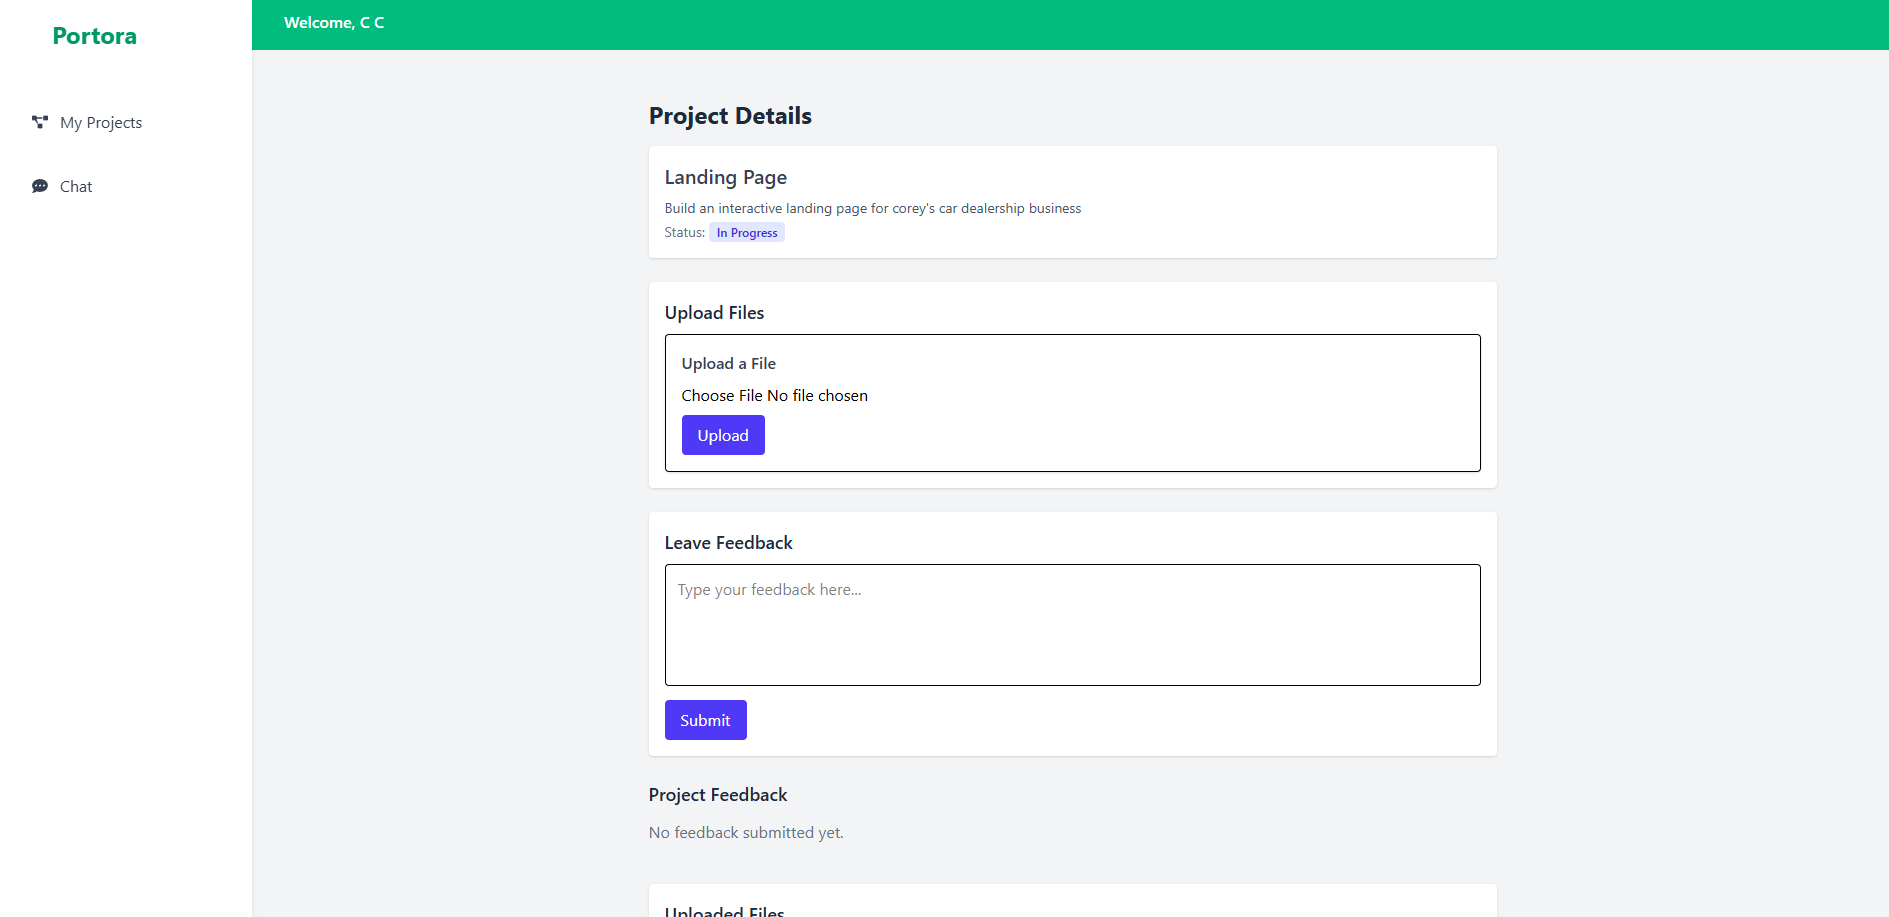 Portora
Welcome, C C
My Projects
Chat
Project Details
Landing Page
Build an interactive landing page for corey's car dealership business
Status: In Progress
Upload Files
Upload a File
Choose File No file chosen
Upload
Leave Feedback
Type your feedback here...
Submit
Project Feedback
No feedback submitted yet.
Uploaded Files